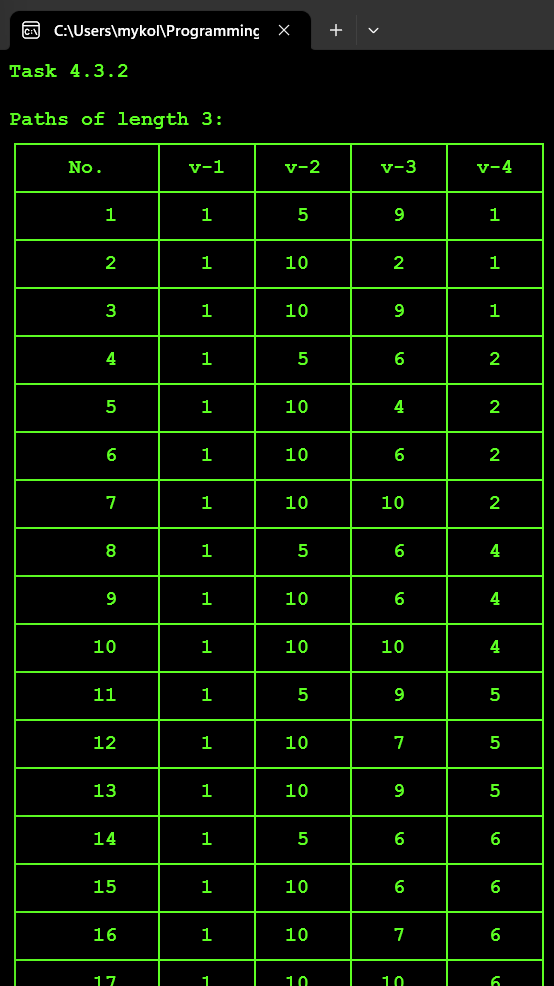 C:\Users\mykol\Programming
Task 4.3.2
Paths of length 3:
No. v-1 v-2 v-3 v-4
1 1 5 9 1
2 1 10 2 1
3 1 10 9 1
4 1 5 6 2
5 1 10 4 2
6 1 10 6 2
7 1 10 10 2
8 1 5 6 4
9 1 10 6 4
10 1 10 10 4
11 1 5 9 5
12 1 10 7 5
13 1 10 9 5
14 1 5 6 6
15 1 10 6 6
16 1 10 7 6
17 1 10 10 6